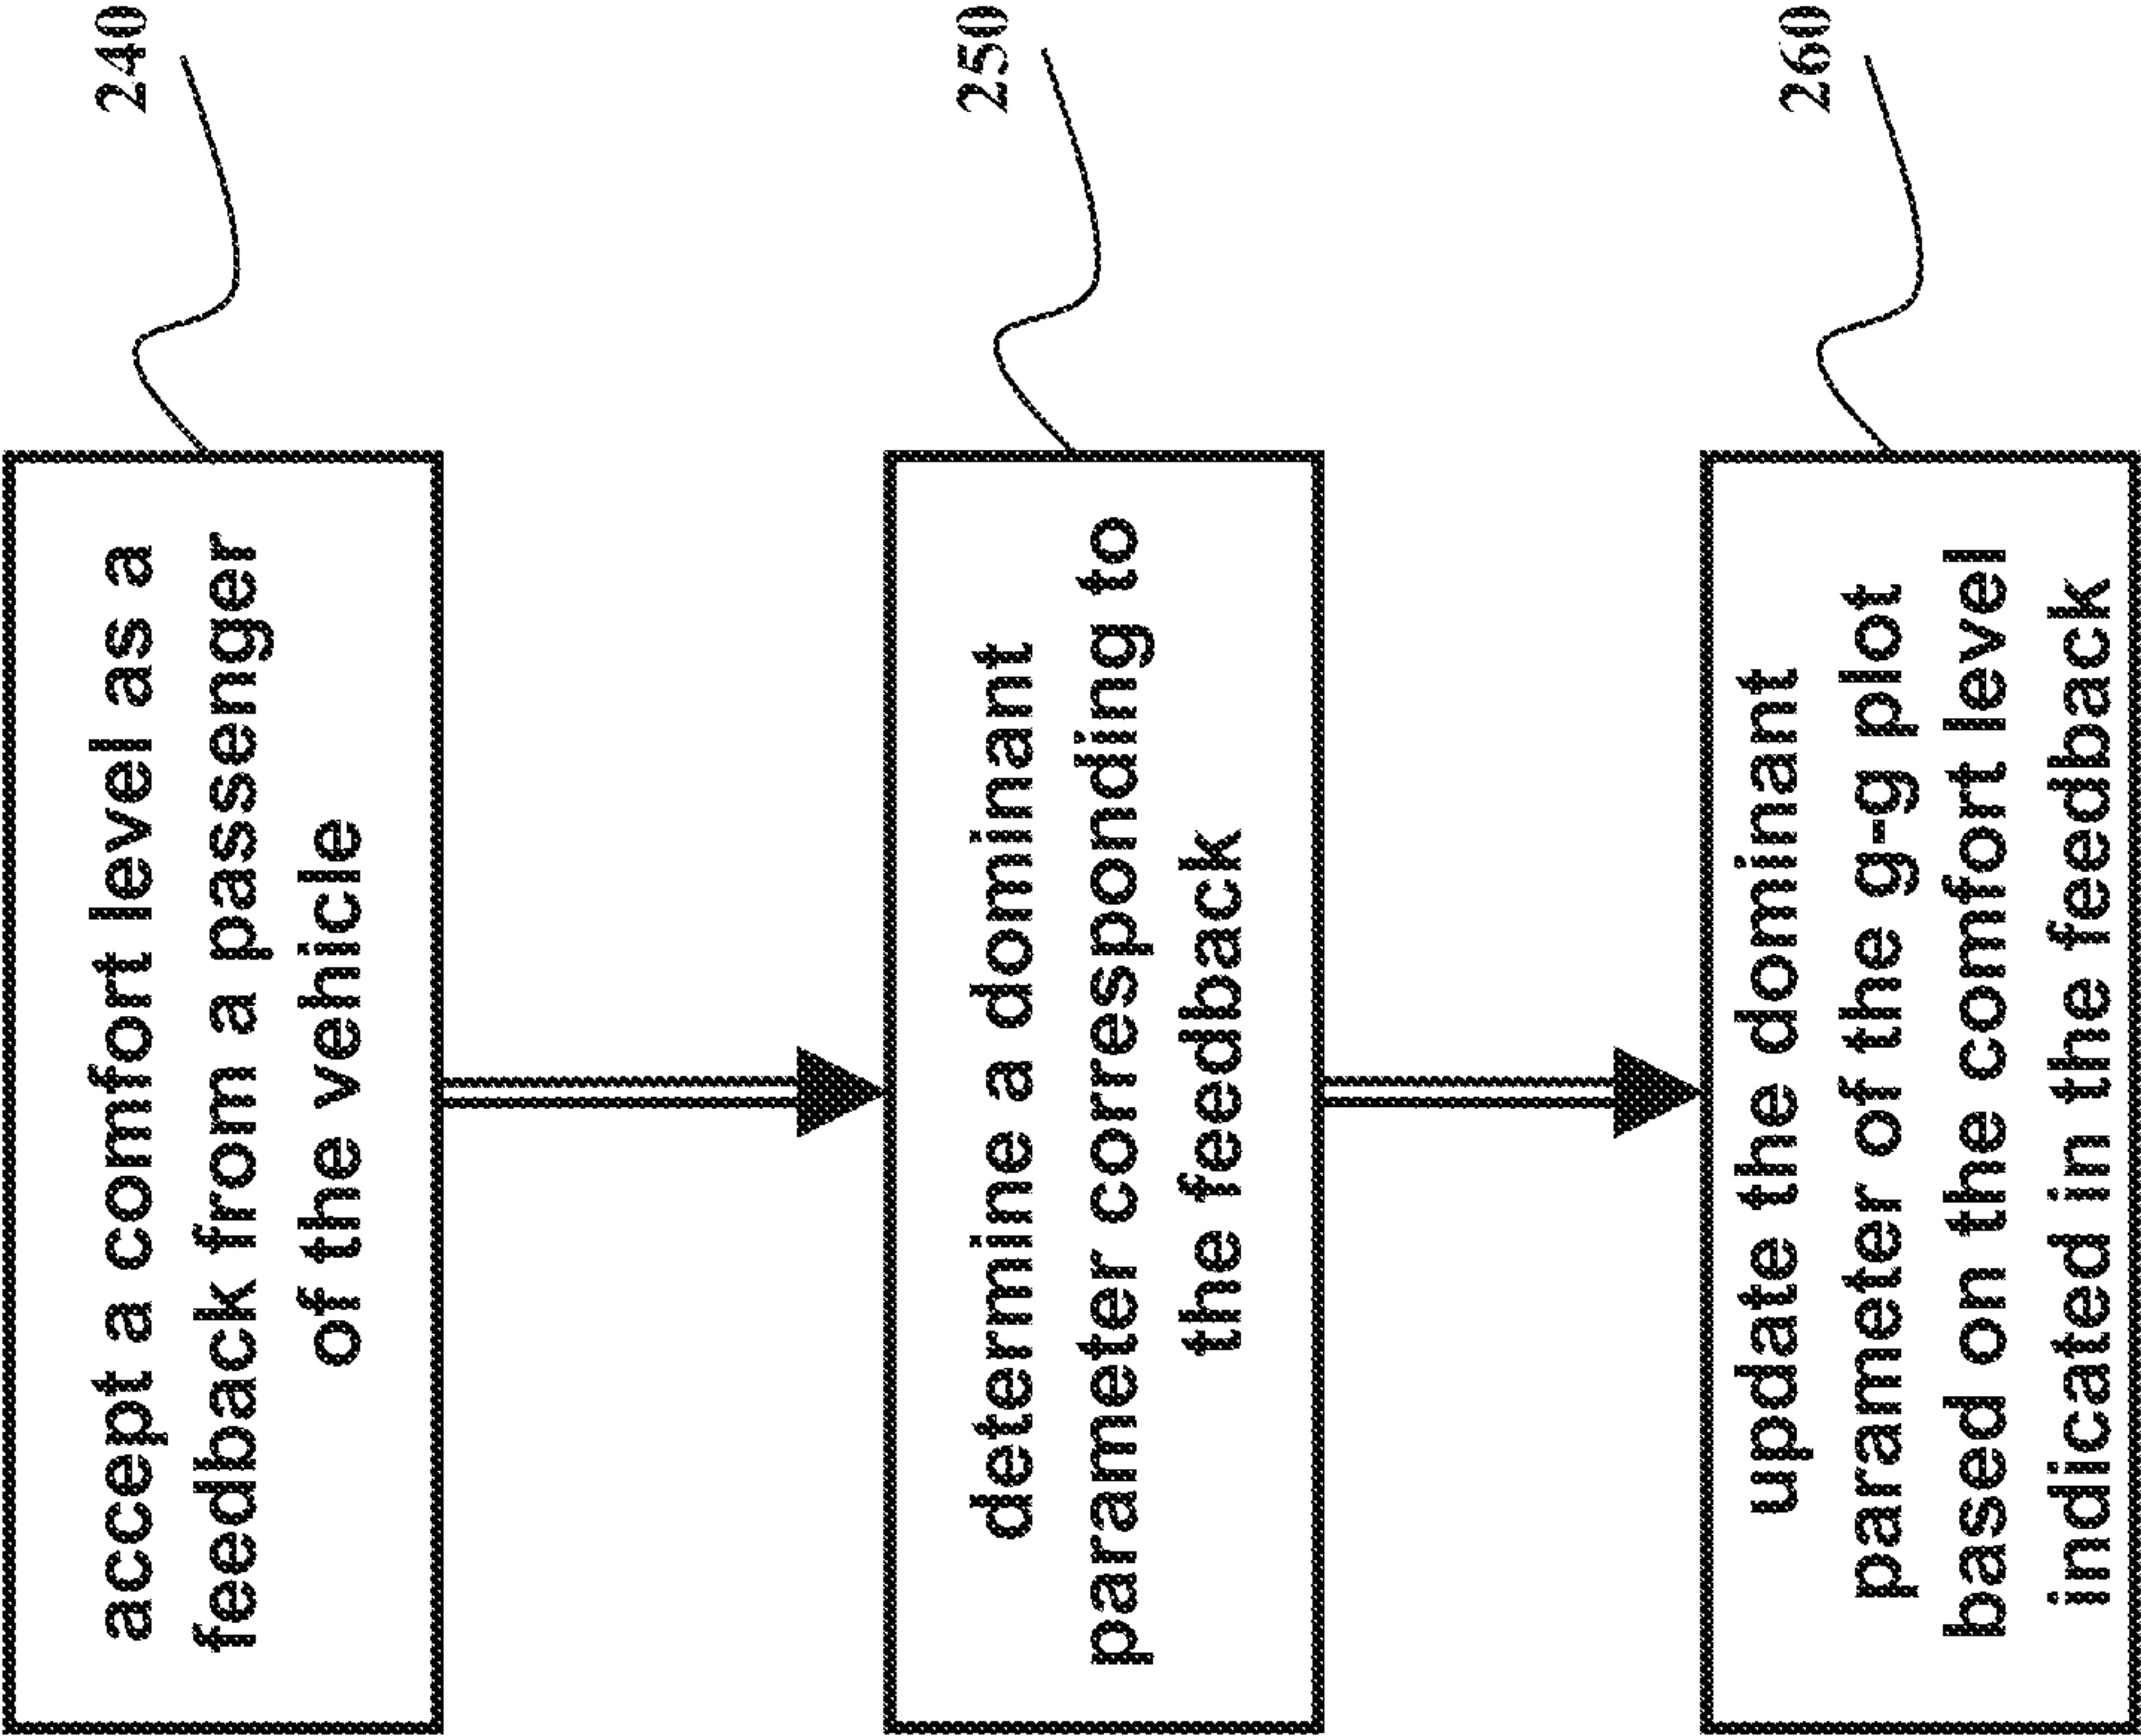 accept a comfort level as a
feedback from a passenger
of the vehicle
240
determine a dominant
parameter corresponding to
the feedback
250
update the dominant
parameter of the g-g plot
based on the comfort level
indicated in the feedback
260